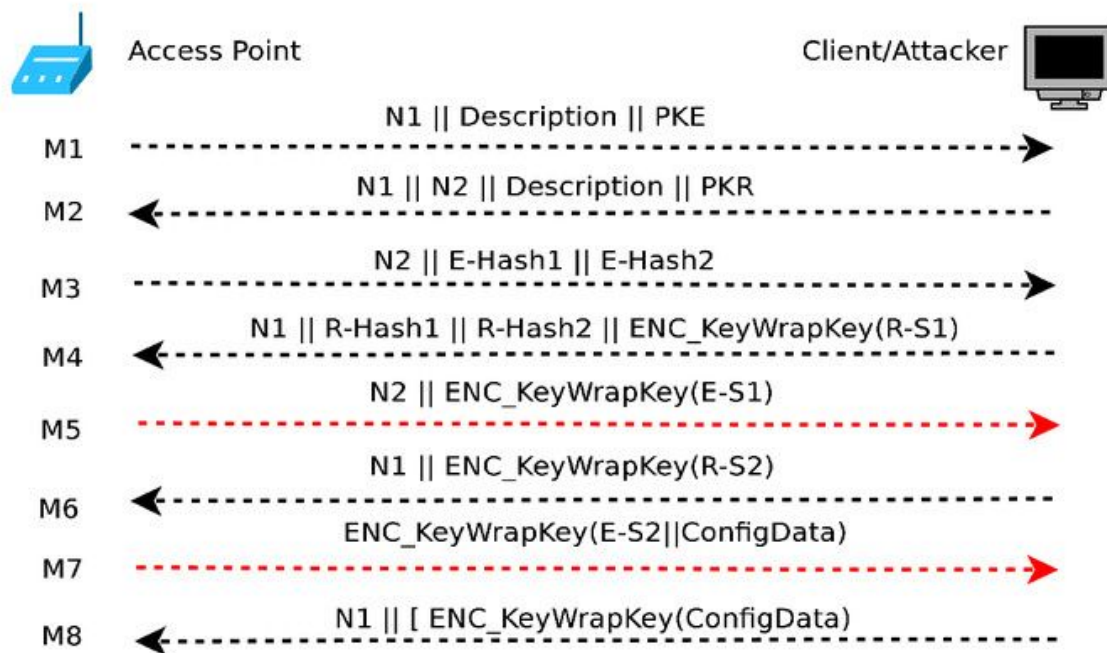 Access Point
Client/Attacker
N1 || Description || PKE
M1
N1 || N2 || Description || PKR
M2
N2 || E-Hash1 || E-Hash2
M3
N1 || R-Hash1 || R-Hash2 || ENC_KeyWrapKey(R-S1)
M4
N2 || ENC_KeyWrapKey(E-S1)
M5
N1 || ENC_KeyWrapKey(R-S2)
M6
ENC_KeyWrapKey(E-S2||ConfigData)
M7
N1 || [ ENC_KeyWrapKey(ConfigData)
M8